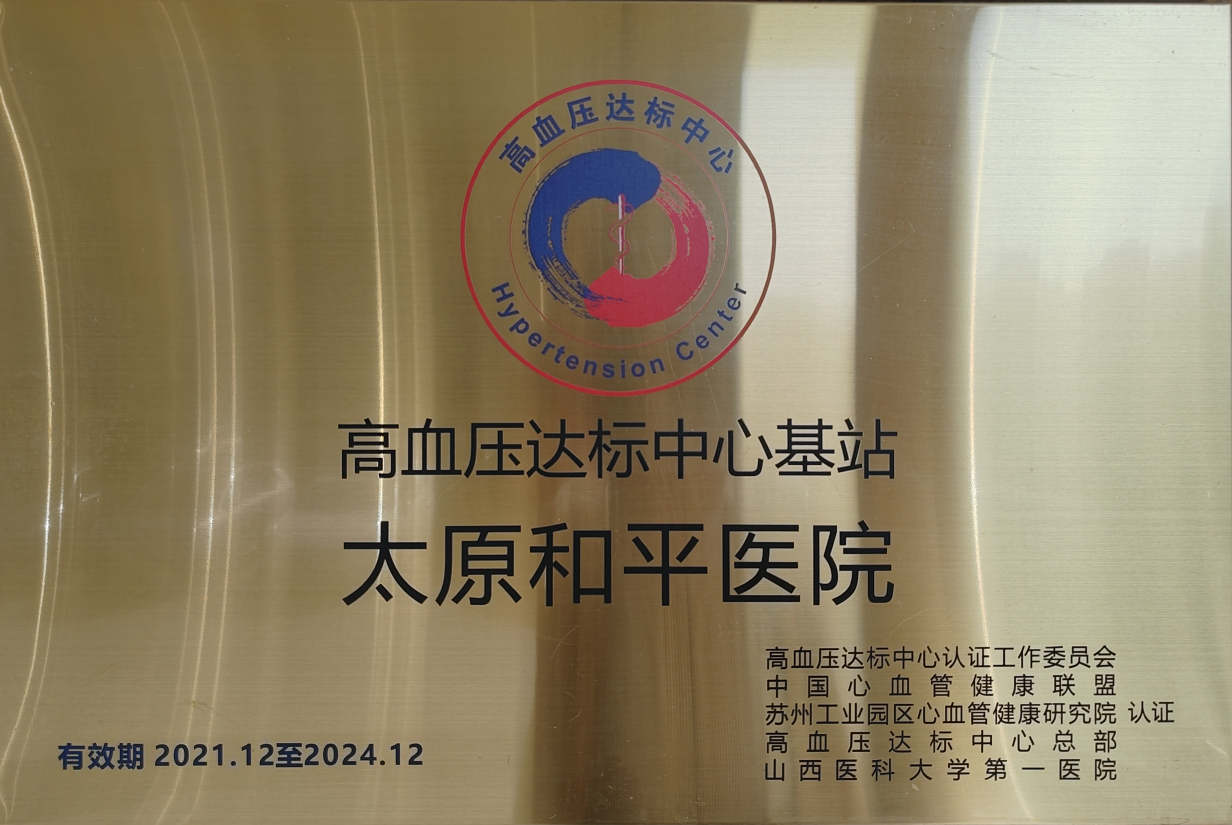 高血压达标中心
Hypertension Center
高血压达标中心基站
太原和平医院
高血压达标中心认证工作委员会
中国心血管健康联盟
苏州工业园区心血管健康研究院 认证
高血压达标中心总部
山西医科大学第一医院
有效期 2021.12至2024.12